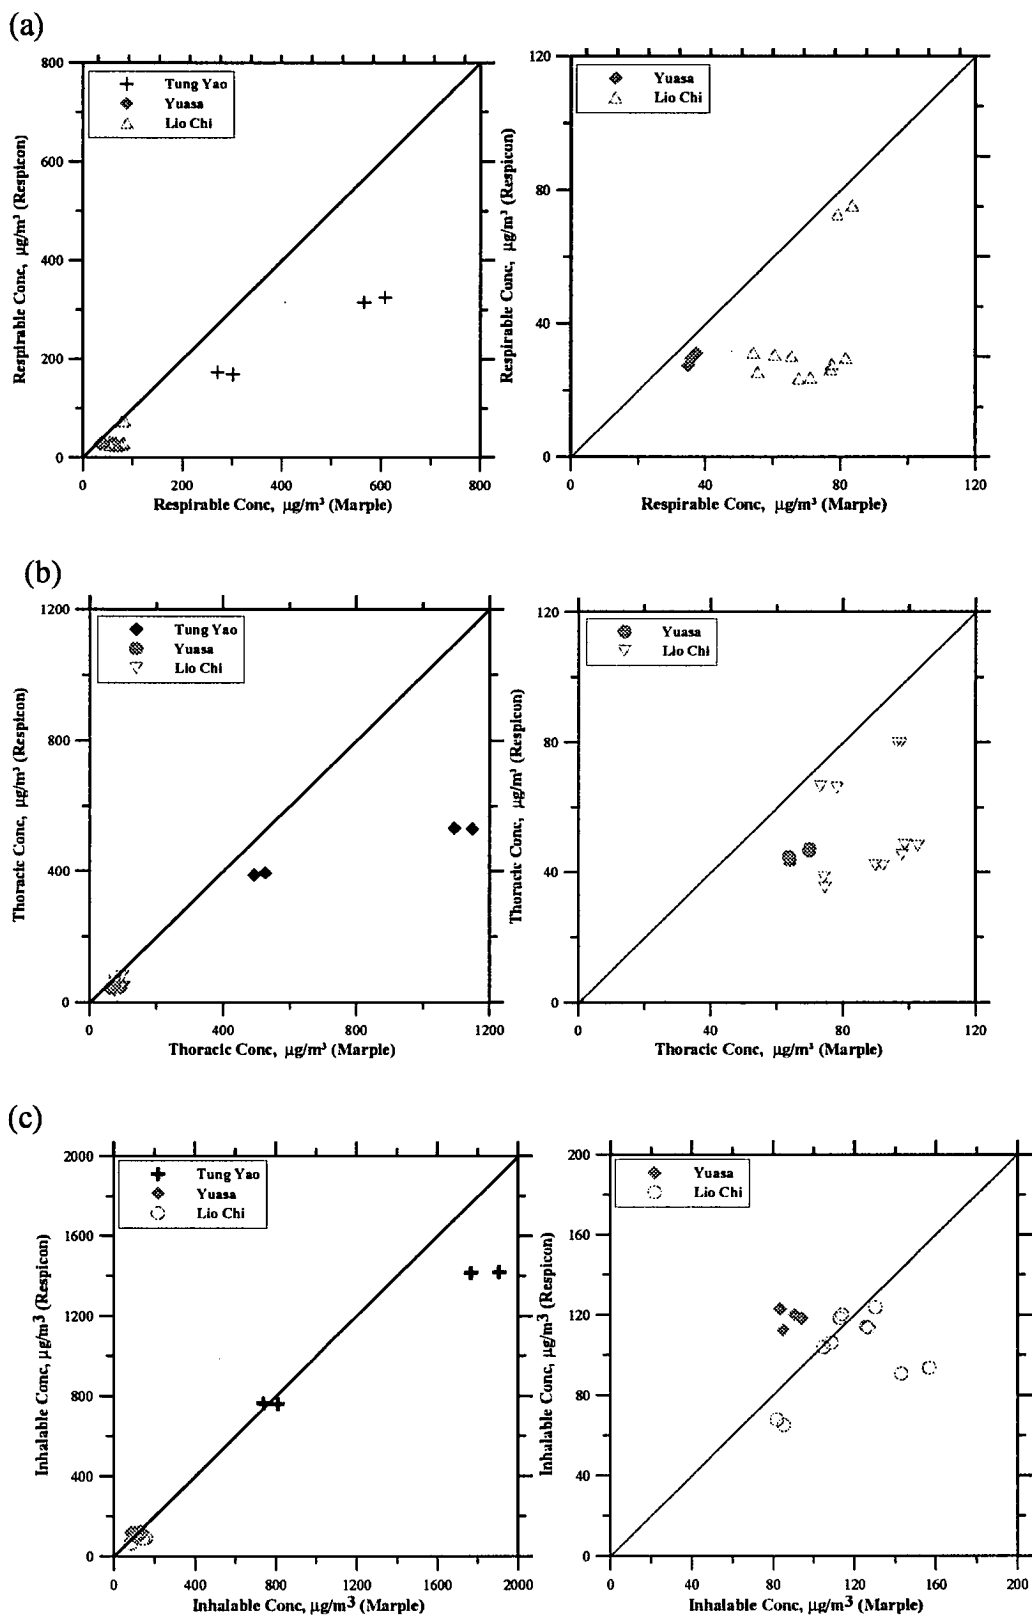 (a)
800
600
400
200
0
Respirable Conc, µg/m³ (Respicon)
Tung Yao
Yuasa
Lio Chi
0
200
400
600
800
Respirable Conc, µg/m³ (Marple)
120
80
40
0
Respirable Conc, µg/m³ (Respicon)
Yuasa
Lio Chi
0
40
80
120
Respirable Conc, µg/m³ (Marple)
(b)
1200
800
400
0
Thoracic Conc, µg/m³ (Respicon)
Tung Yao
Yuasa
Lio Chi
0
400
800
1200
Thoracic Conc, µg/m³ (Marple)
120
80
40
0
Thoracic Conc, µg/m³ (Respicon)
Yuasa
Lio Chi
0
40
80
120
Thoracic Conc, µg/m³ (Marple)
(c)
2000
1600
1200
800
400
0
Inhalable Conc, µg/m³ (Respicon)
Tung Yao
Yuasa
Lio Chi
0
400
800
1200
1600
2000
Inhalable Conc, µg/m³ (Marple)
200
160
120
80
40
0
Inhalable Conc, µg/m³ (Respicon)
Yuasa
Lio Chi
0
40
80
120
160
200
Inhalable Conc, µg/m³ (Marple)